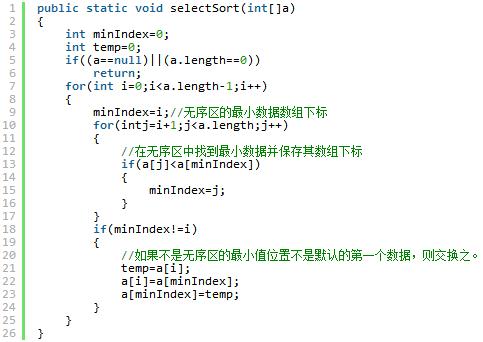 1 public static void selectSort(int[]a)
2 {
3     int minIndex=0;
4     int temp=0;
5     if((a==null)||(a.length==0))
6         return;
7     for(int i=0;i<a.length-1;i++)
8     {
9         minIndex=i;//无序区的最小数据数组下标
10         for(intj=i+1;j<a.length;j++)
11         {
12             //在无序区中找到最小数据并保存其数组下标
13             if(a[j]<a[minIndex])
14             {
15                 minIndex=j;
16             }
17         }
18         if(minIndex!=i)
19         {
20             //如果不是无序区的最小值位置不是默认的第一个数据，则交换之。
21             temp=a[i];
22             a[i]=a[minIndex];
23             a[minIndex]=temp;
24         }
25     }
26 }